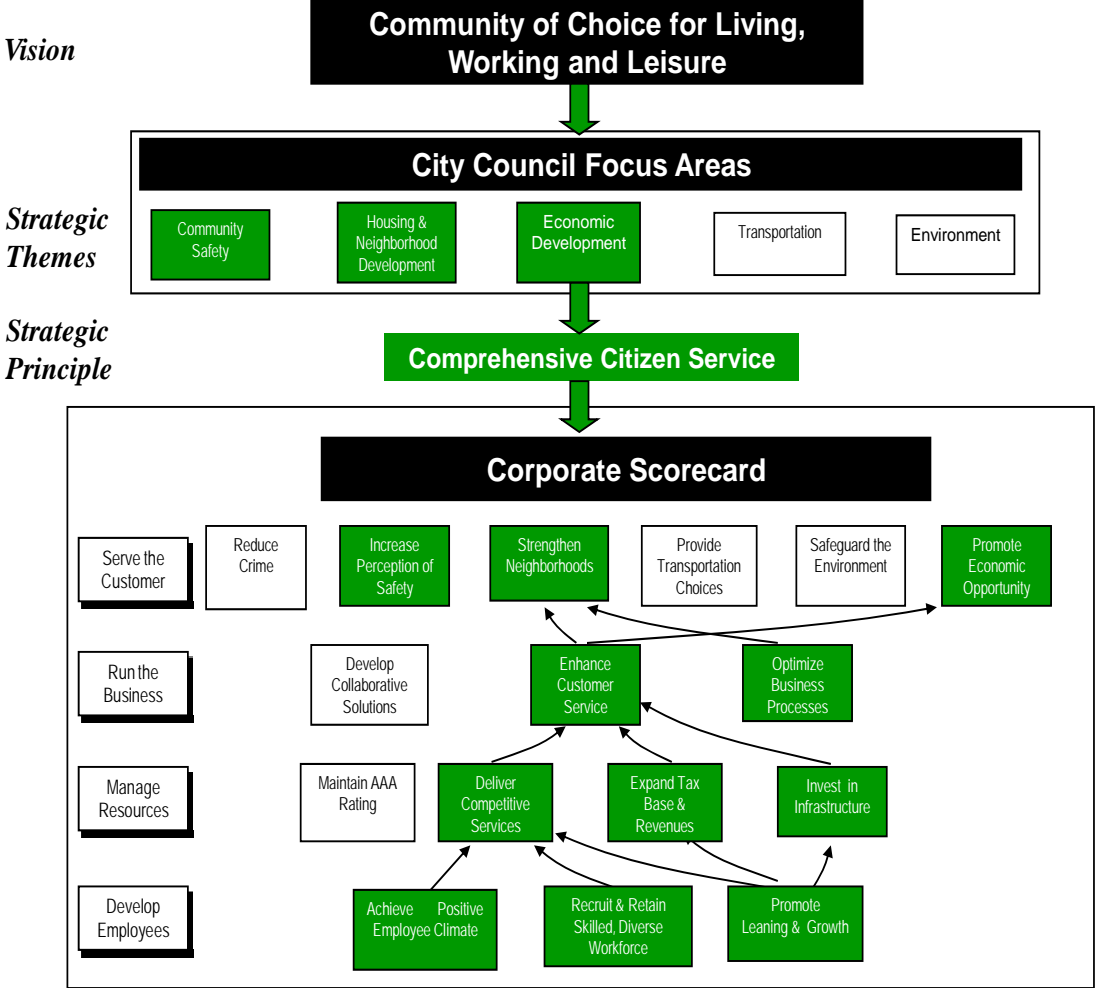 Vision
Community of Choice for Living,
Working and Leisure
City Council Focus Areas
Strategic
Themes
Community
Safety
Housing &
Neighborhood
Development
Economic
Development
Transportation
Environment
Strategic
Principle
Comprehensive Citizen Service
Corporate Scorecard
Serve the
Customer
Reduce
Crime
Increase
Perception of
Safety
Strengthen
Neighborhoods
Provide
Transportation
Choices
Safeguard the
Environment
Promote
Economic
Opportunity
Run the
Business
Develop
Collaborative
Solutions
Enhance
Customer
Service
Optimize
Business
Processes
Manage
Resources
Maintain AAA
Rating
Deliver
Competitive
Services
Expand Tax
Base &
Revenues
Invest in
Infrastructure
Develop
Employees
Achieve Positive
Employee Climate
Recruit & Retain
Skilled, Diverse
Workforce
Promote
Leaning & Growth